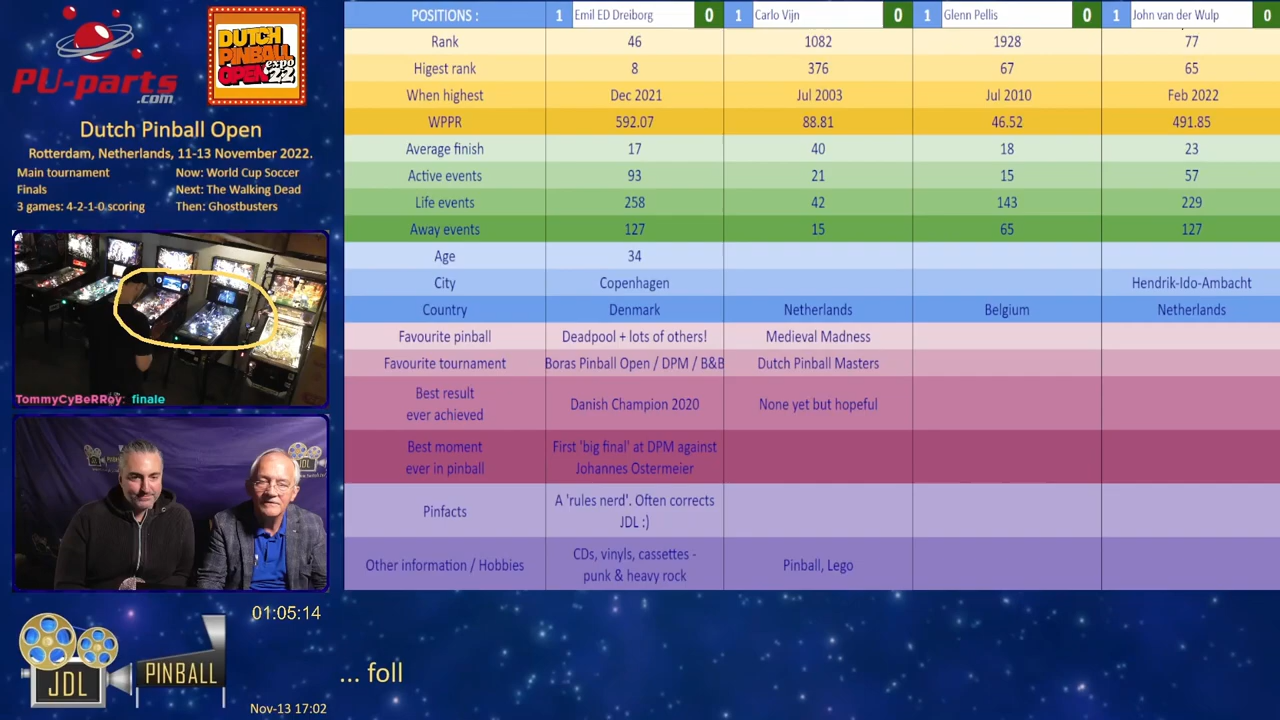 PU-parts
.com
DUTCH
PINBALL
OPEN expo
'22
Dutch Pinball Open
Rotterdam, Netherlands, 11-13 November 2022.
Main tournament Now: World Cup Soccer
Finals Next: The Walking Dead
3 games: 4-2-1-0 scoring Then: Ghostbusters
TommyCyBeRRoy: finale
JDL
JDL PINBALL
01:05:14
Nov-13 17:02
POSITIONS : 1 Emil ED Dreiborg 0 1 Carlo Vijn 0 1 Glenn Pellis 0 1 John van der Wulp 0
Rank 46 1082 1928 77
Higest rank 8 376 67 65
When highest Dec 2021 Jul 2003 Jul 2010 Feb 2022
WPPR 592.07 88.81 46.52 491.85
Average finish 17 40 18 23
Active events 93 21 15 57
Life events 258 42 143 229
Away events 127 15 65 127
Age 34
City Copenhagen Hendrik-Ido-Ambacht
Country Denmark Netherlands Belgium Netherlands
Favourite pinball Deadpool + lots of others! Medieval Madness
Favourite tournament Boras Pinball Open / DPM / B&B Dutch Pinball Masters
Best result
ever achieved Danish Champion 2020 None yet but hopeful
Best moment First 'big final' at DPM against
ever in pinball Johannes Ostermeier
Pinfacts A 'rules nerd'. Often corrects
JDL :)
Other information / Hobbies CDs, vinyls, cassettes - Pinball, Lego
punk & heavy rock
... foll